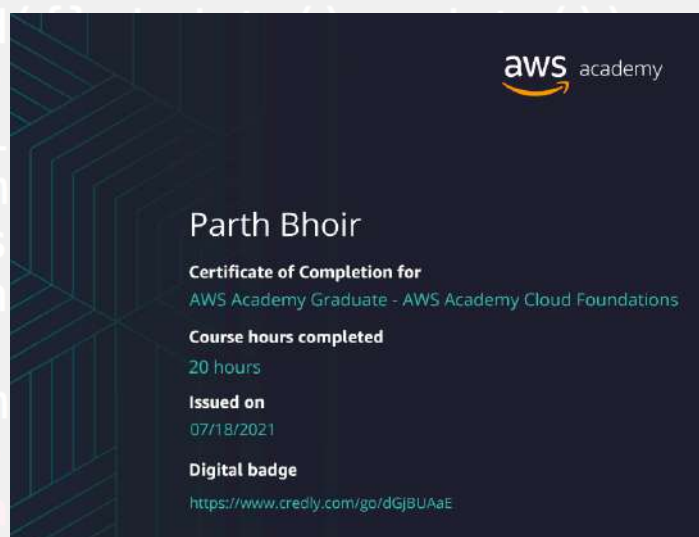 aws academy
Parth Bhoir
Certificate of Completion for
AWS Academy Graduate - AWS Academy Cloud Foundations
Course hours completed
20 hours
Issued on
07/18/2021
Digital badge
https://www.credly.com/go/dGjBUAaE